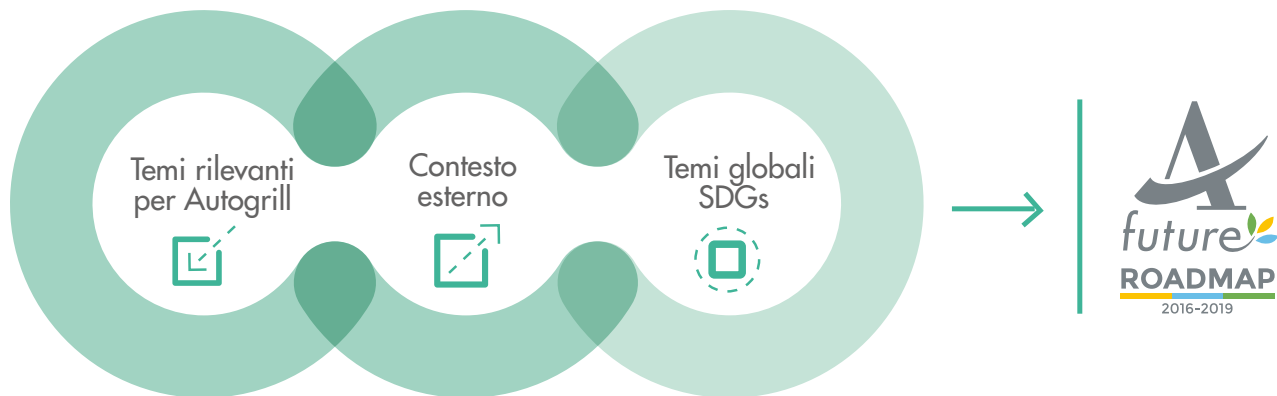 Temi rilevanti
per Autogrill
Contesto
esterno
Temi globali
SDGs
A
future
ROADMAP
2016-2019